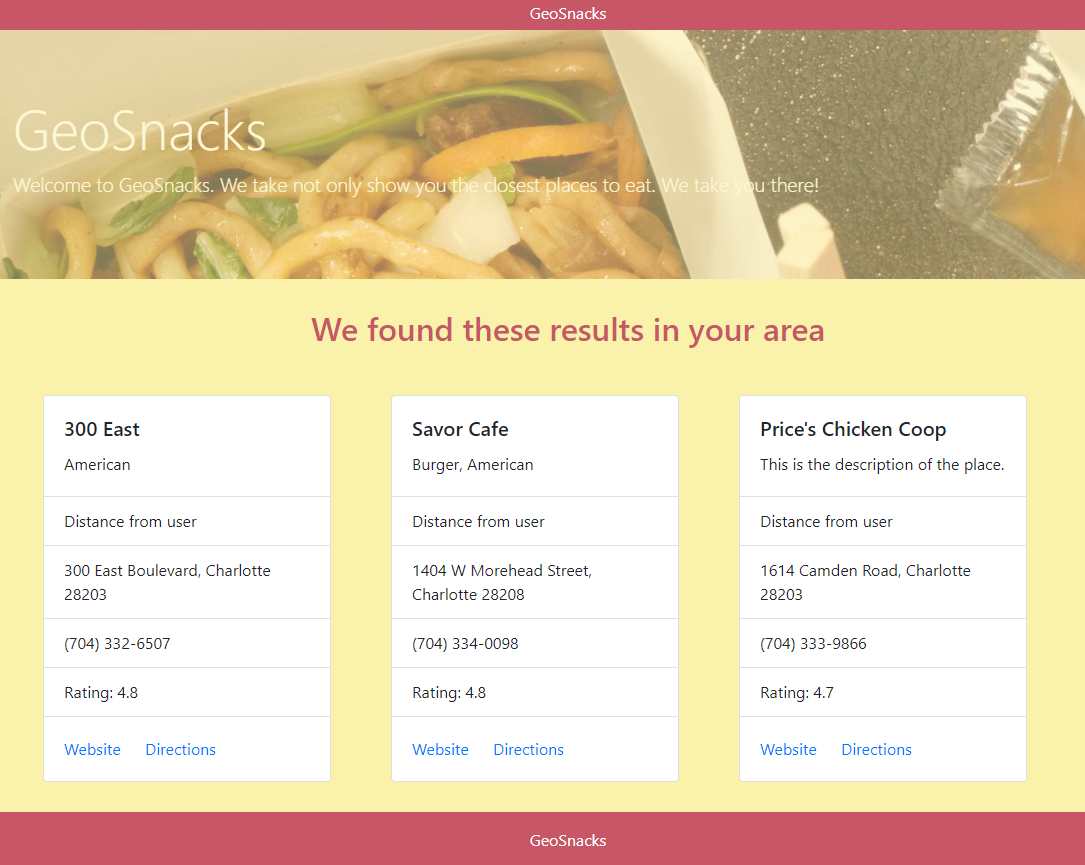 GeoSnacks
GeoSnacks
Welcome to GeoSnacks. We take not only show you the closest places to eat. We take you there!
We found these results in your area
300 East
American
Distance from user
300 East Boulevard, Charlotte
28203
(704) 332-6507
Rating: 4.8
Website Directions
Savor Cafe
Burger, American
Distance from user
1404 W Morehead Street,
Charlotte 28208
(704) 334-0098
Rating: 4.8
Website Directions
Price's Chicken Coop
This is the description of the place.
Distance from user
1614 Camden Road, Charlotte
28203
(704) 333-9866
Rating: 4.7
Website Directions
GeoSnacks